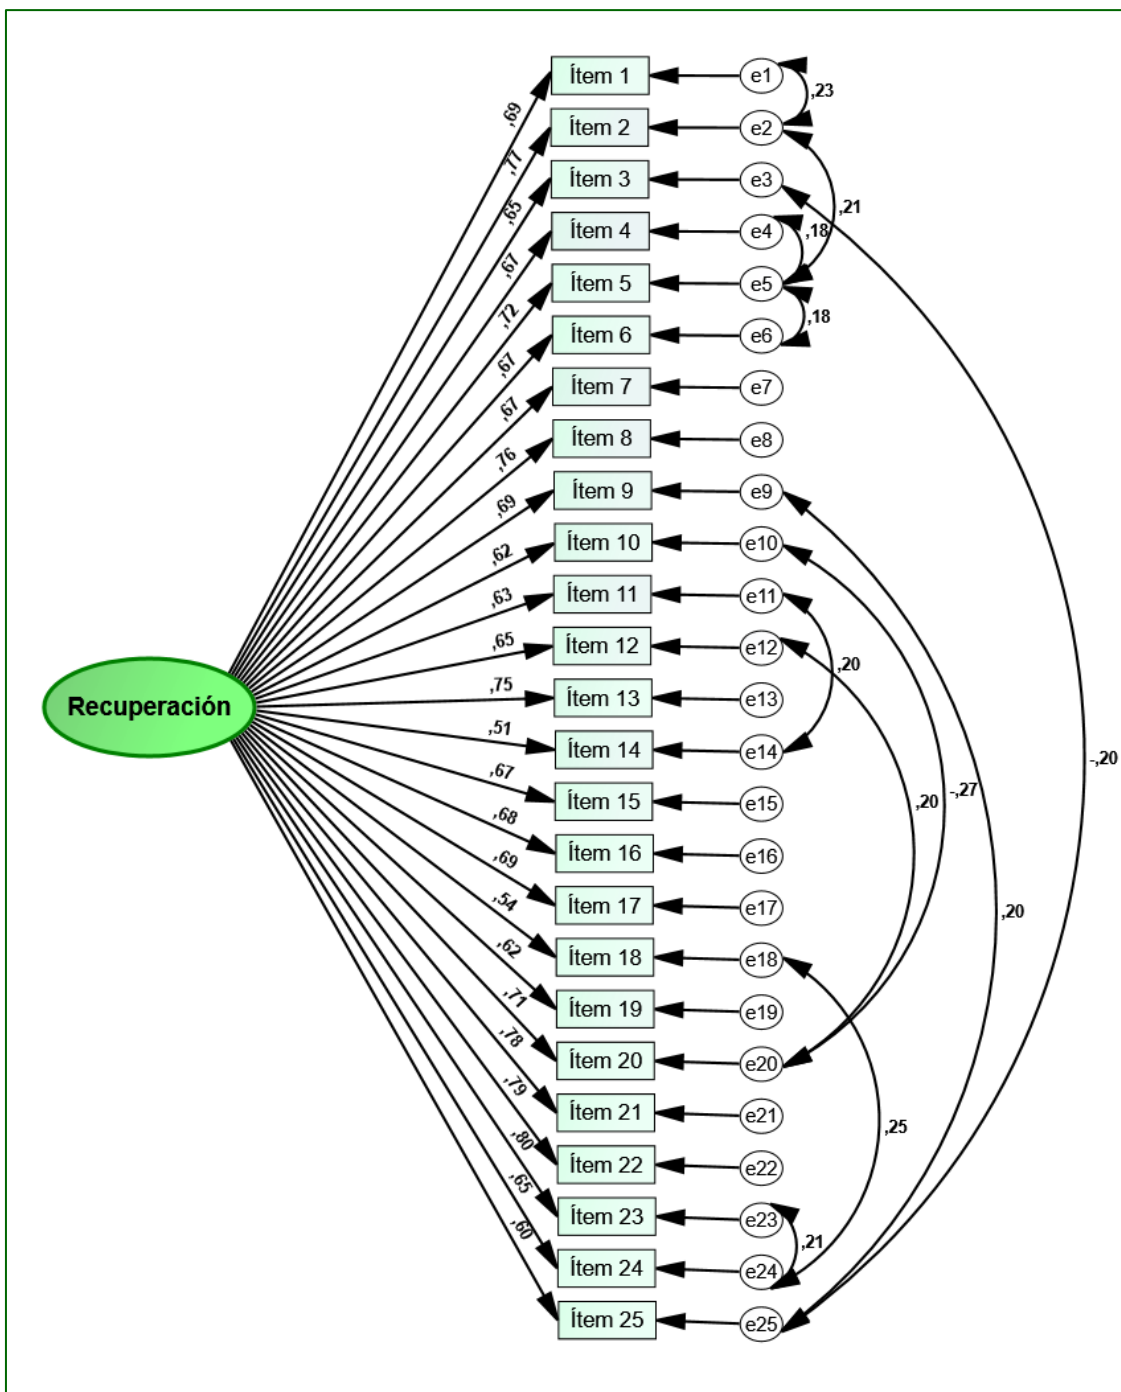 Ítem 1
e1
,23
,69
Ítem 2
e2
,77
Ítem 3
e3
,65
,21
Ítem 4
e4
,18
,67
Ítem 5
e5
,72
,18
Ítem 6
e6
,67
Ítem 7
e7
,67
Ítem 8
e8
,76
Ítem 9
e9
,69
Ítem 10
e10
,62
Ítem 11
e11
,63
Ítem 12
e12
,65
,20
Ítem 13
e13
,75
Recuperación
Ítem 14
e14
,51
-,20
,67
Ítem 15
e15
,20
-,27
,68
Ítem 16
e16
,69
Ítem 17
e17
,54
,20
Ítem 18
e18
,62
Ítem 19
e19
,71
Ítem 20
e20
,78
Ítem 21
e21
,79
,25
Ítem 22
e22
,80
Ítem 23
e23
,65
,21
Ítem 24
e24
,60
Ítem 25
e25